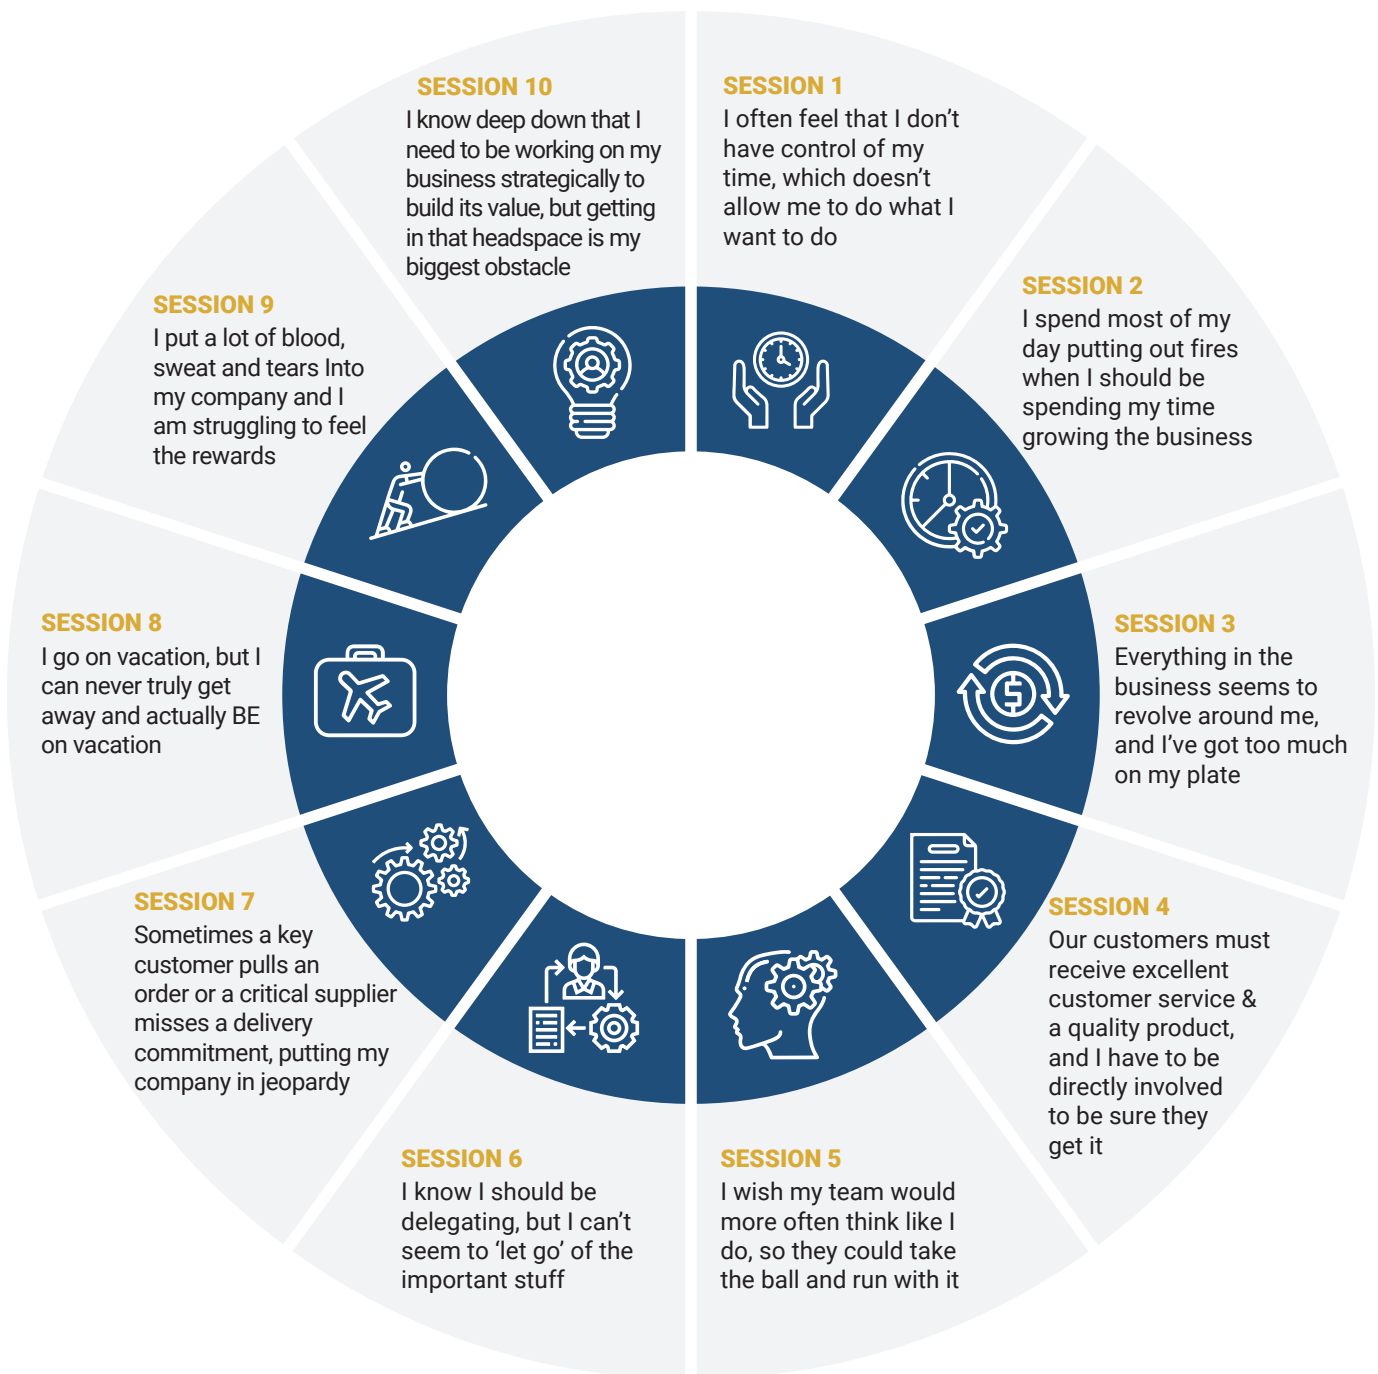 SESSION 1
I often feel that I don’t
have control of my
time, which doesn’t
allow me to do what I
want to do
SESSION 2
I spend most of my
day putting out fires
when I should be
spending my time
growing the business
SESSION 3
Everything in the
business seems to
revolve around me,
and I’ve got too much
on my plate
SESSION 4
Our customers must
receive excellent
customer service &
a quality product,
and I have to be
directly involved
to be sure they
get it
SESSION 5
I wish my team would
more often think like I
do, so they could take
the ball and run with it
SESSION 6
I know I should be
delegating, but I can’t
seem to ‘let go’ of the
important stuff
SESSION 7
Sometimes a key
customer pulls an
order or a critical supplier
misses a delivery
commitment, putting my
company in jeopardy
SESSION 8
I go on vacation, but I
can never truly get
away and actually BE
on vacation
SESSION 9
I put a lot of blood,
sweat and tears Into
my company and I
am struggling to feel
the rewards
SESSION 10
I know deep down that I
need to be working on my
business strategically to
build its value, but getting
in that headspace is my
biggest obstacle
$